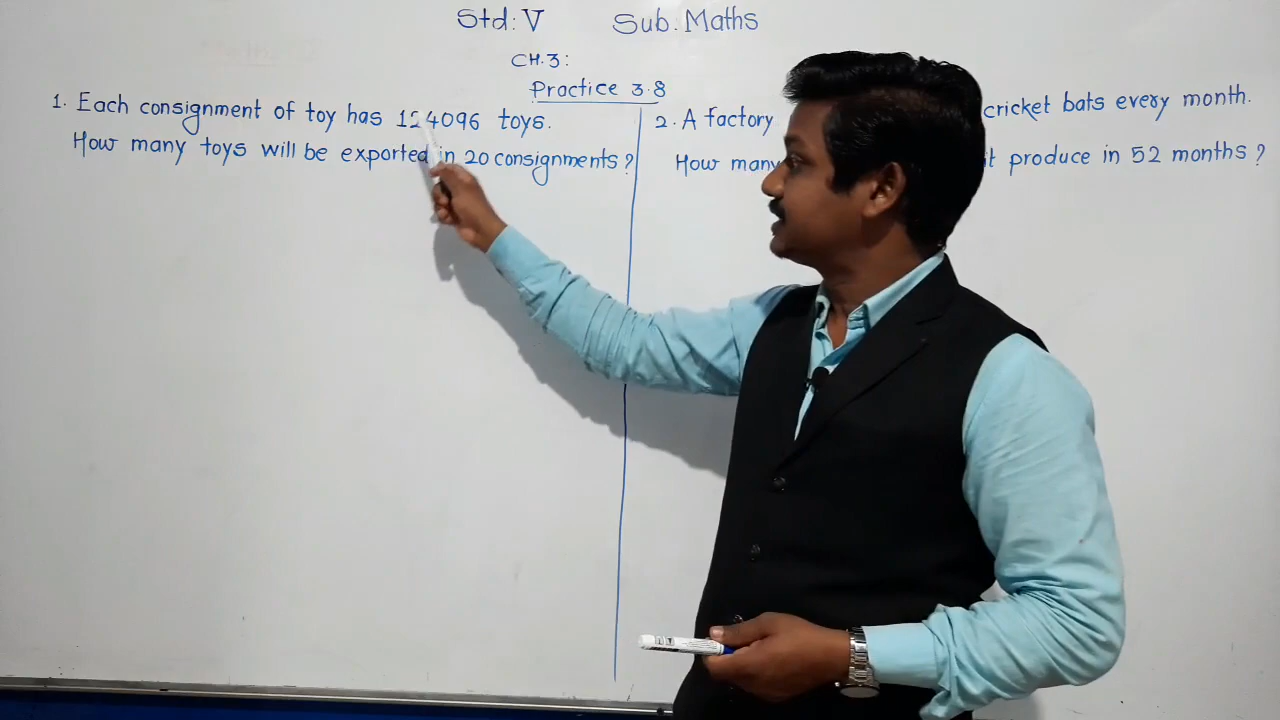 Std: V Sub: Maths
CH.3:
Practice 3.8
1. Each consignment of toy has 124096 toys.
How many toys will be exported in 20 consignments?
2. A factory cricket bats every month.
How many it produce in 52 months?